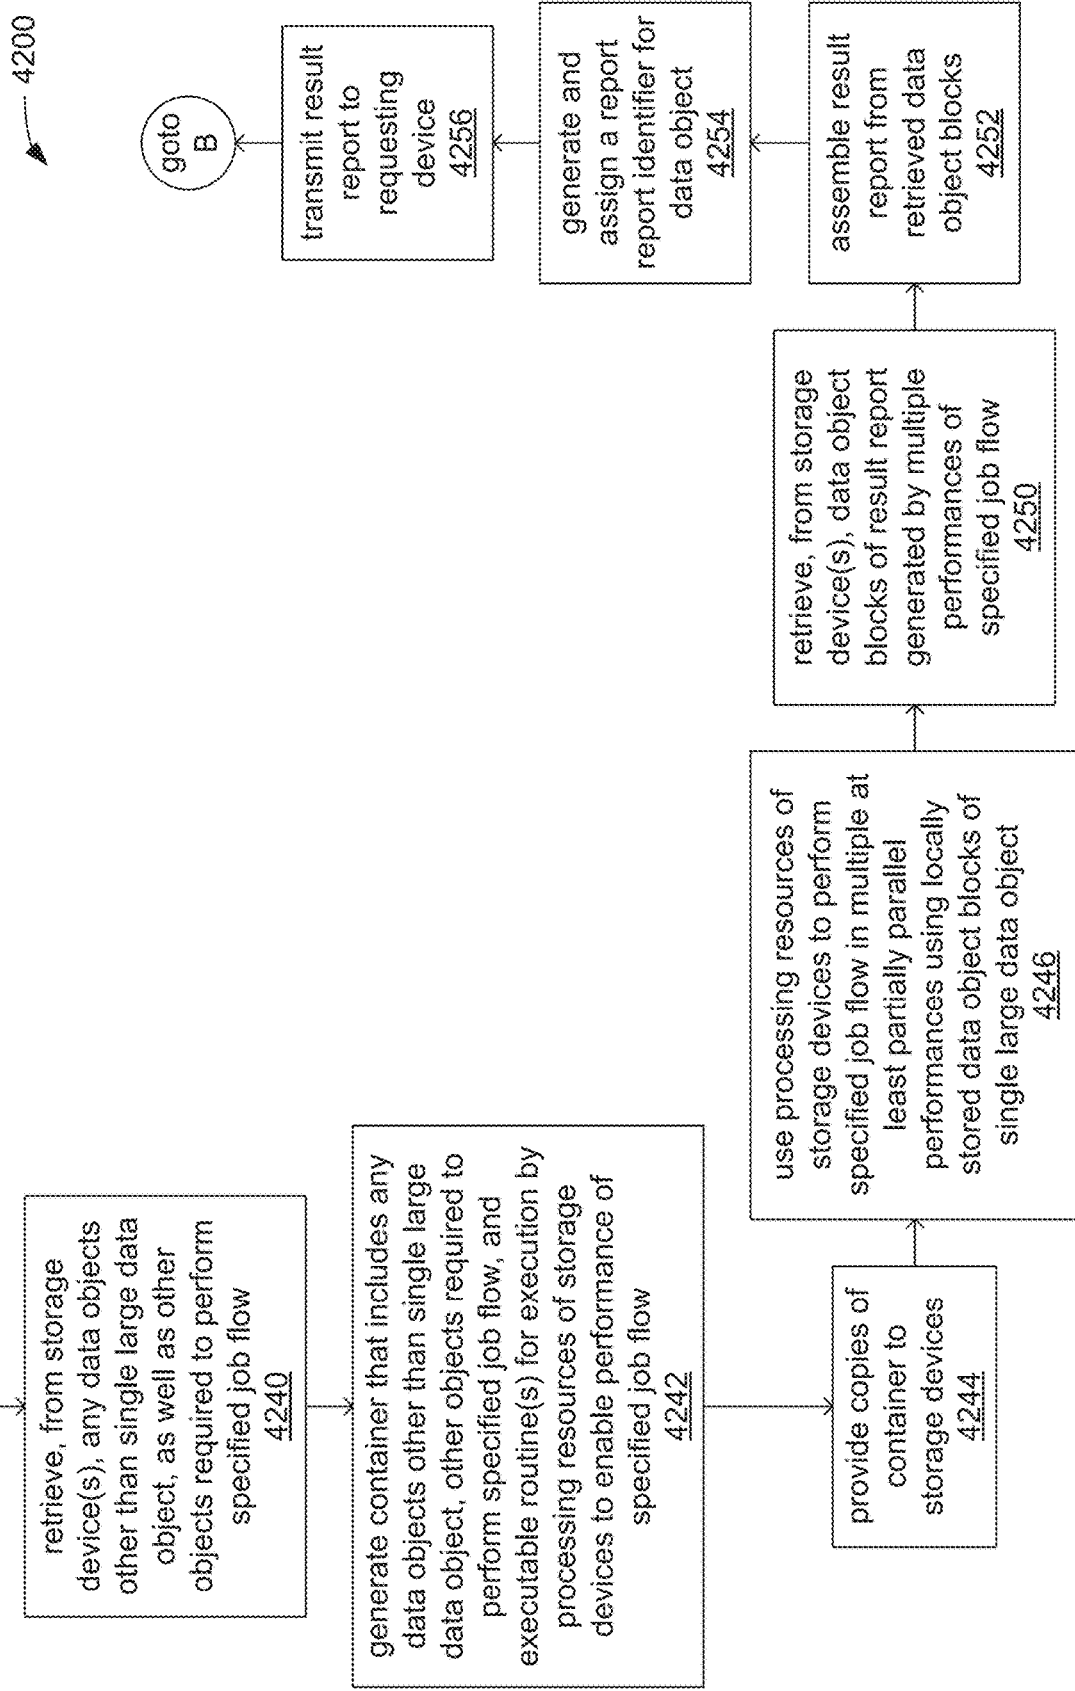 4200
retrieve, from storage
device(s), any data objects
other than single large data
object, as well as other
objects required to perform
specified job flow
4240
generate container that includes any
data objects other than single large
data object, other objects required to
perform specified job flow, and
executable routine(s) for execution by
processing resources of storage
devices to enable performance of
specified job flow
4242
provide copies of
container to
storage devices
4244
use processing resources of
storage devices to perform
specified job flow in multiple at
least partially parallel
performances using locally
stored data object blocks of
single large data object
4246
retrieve, from storage
device(s), data object
blocks of result report
generated by multiple
performances of
specified job flow
4250
assemble result
report from
retrieved data
object blocks
4252
generate and
assign a report
report identifier for
data object
4254
transmit result
report to
requesting
device
4256
goto
B